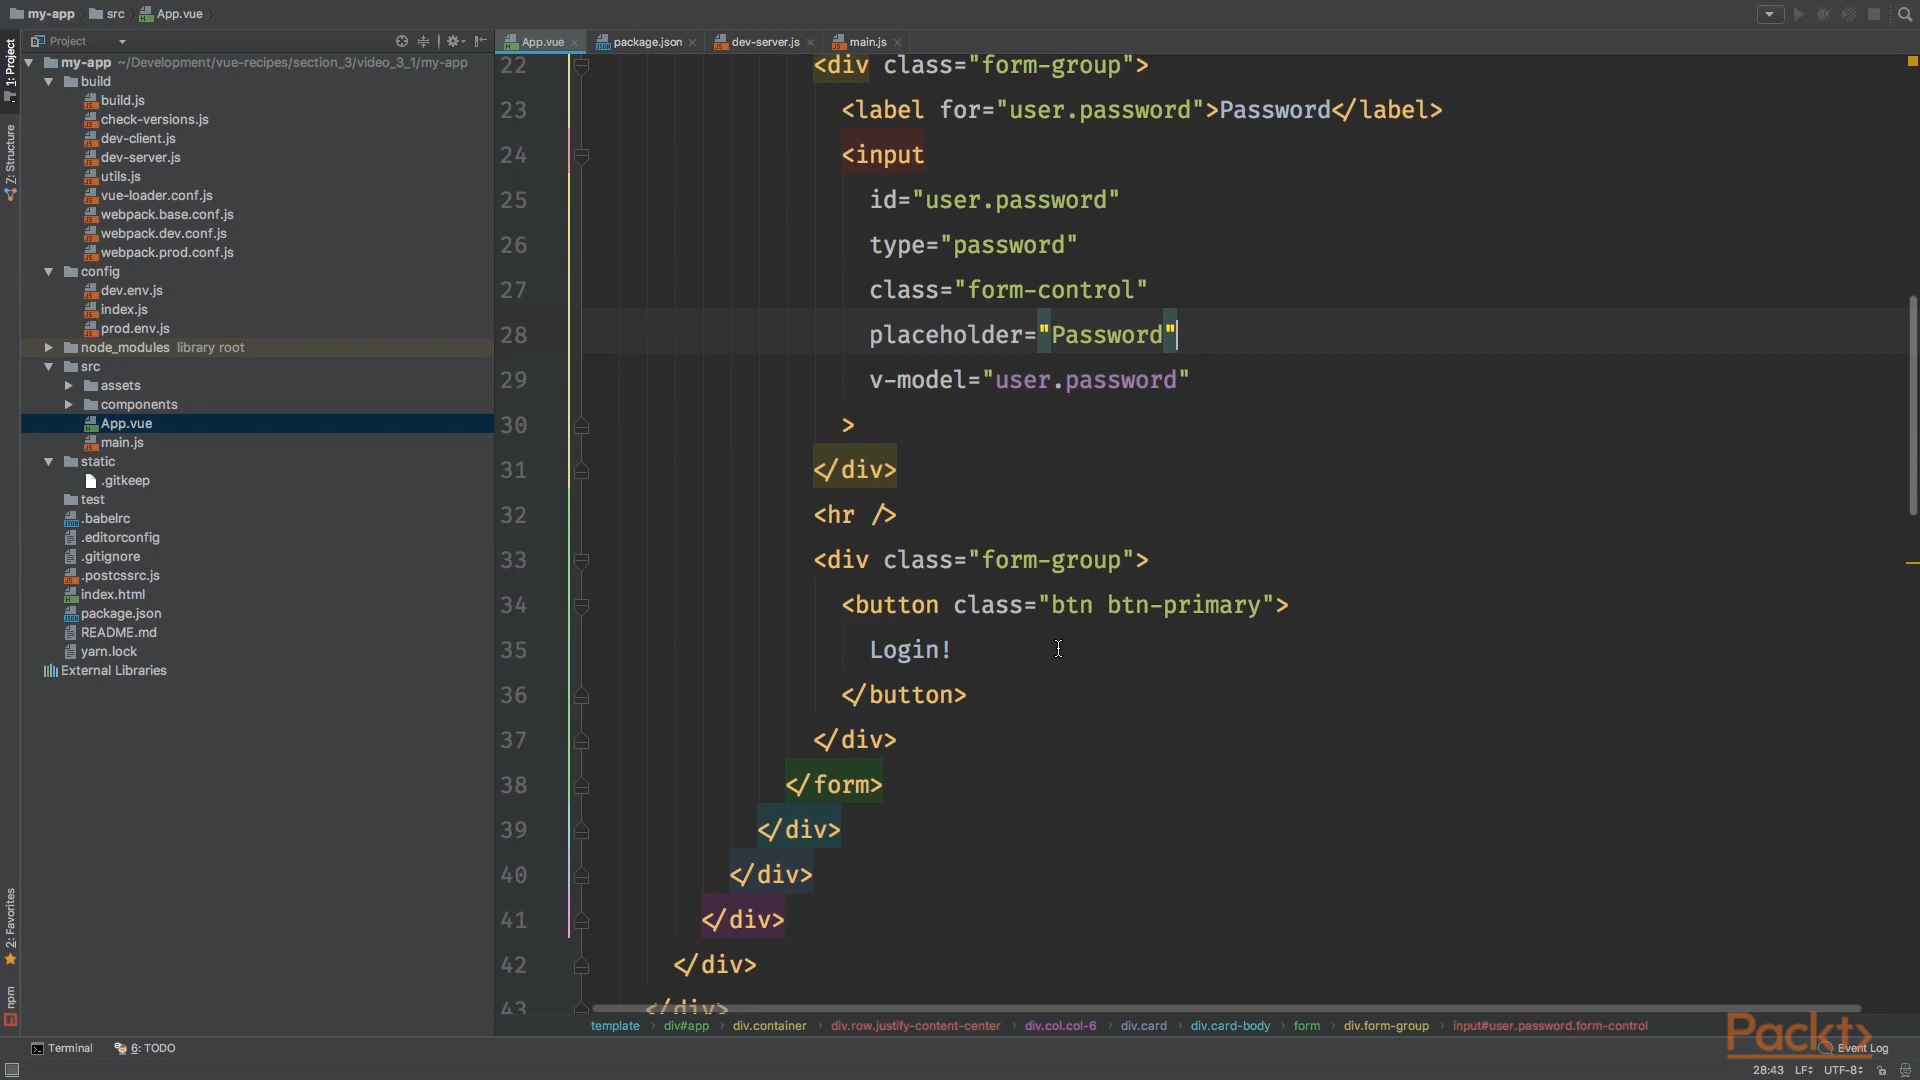 my-app src App.vue
1: Project
Z: Structure
2: Favorites
npm
Project
my-app ~/Development/vue-recipes/section_3/video_3_1/my-app
build
build.js
check-versions.js
dev-client.js
dev-server.js
utils.js
vue-loader.conf.js
webpack.base.conf.js
webpack.dev.conf.js
webpack.prod.conf.js
config
dev.env.js
index.js
prod.env.js
node_modules library root
src
assets
components
App.vue
main.js
static
.gitkeep
test
.babelrc
.editorconfig
.gitignore
.postcssrc.js
index.html
package.json
README.md
yarn.lock
External Libraries
App.vue package.json dev-server.js main.js
22 <div class="form-group">
23 <label for="user.password">Password</label>
24 <input
25 id="user.password"
26 type="password"
27 class="form-control"
28 placeholder="Password"
29 v-model="user.password"
30 >
31 </div>
32 <hr />
33 <div class="form-group">
34 <button class="btn btn-primary">
35 Login!
36 </button>
37 </div>
38 </form>
39 </div>
40 </div>
41 </div>
42 </div>
43 </div>
template div#app div.container div.row.justify-content-center div.col.col-6 div.card div.card-body form div.form-group input#user.password.form-control
Packt>
Terminal 6: TODO Event Log
28:43 LF UTF-8